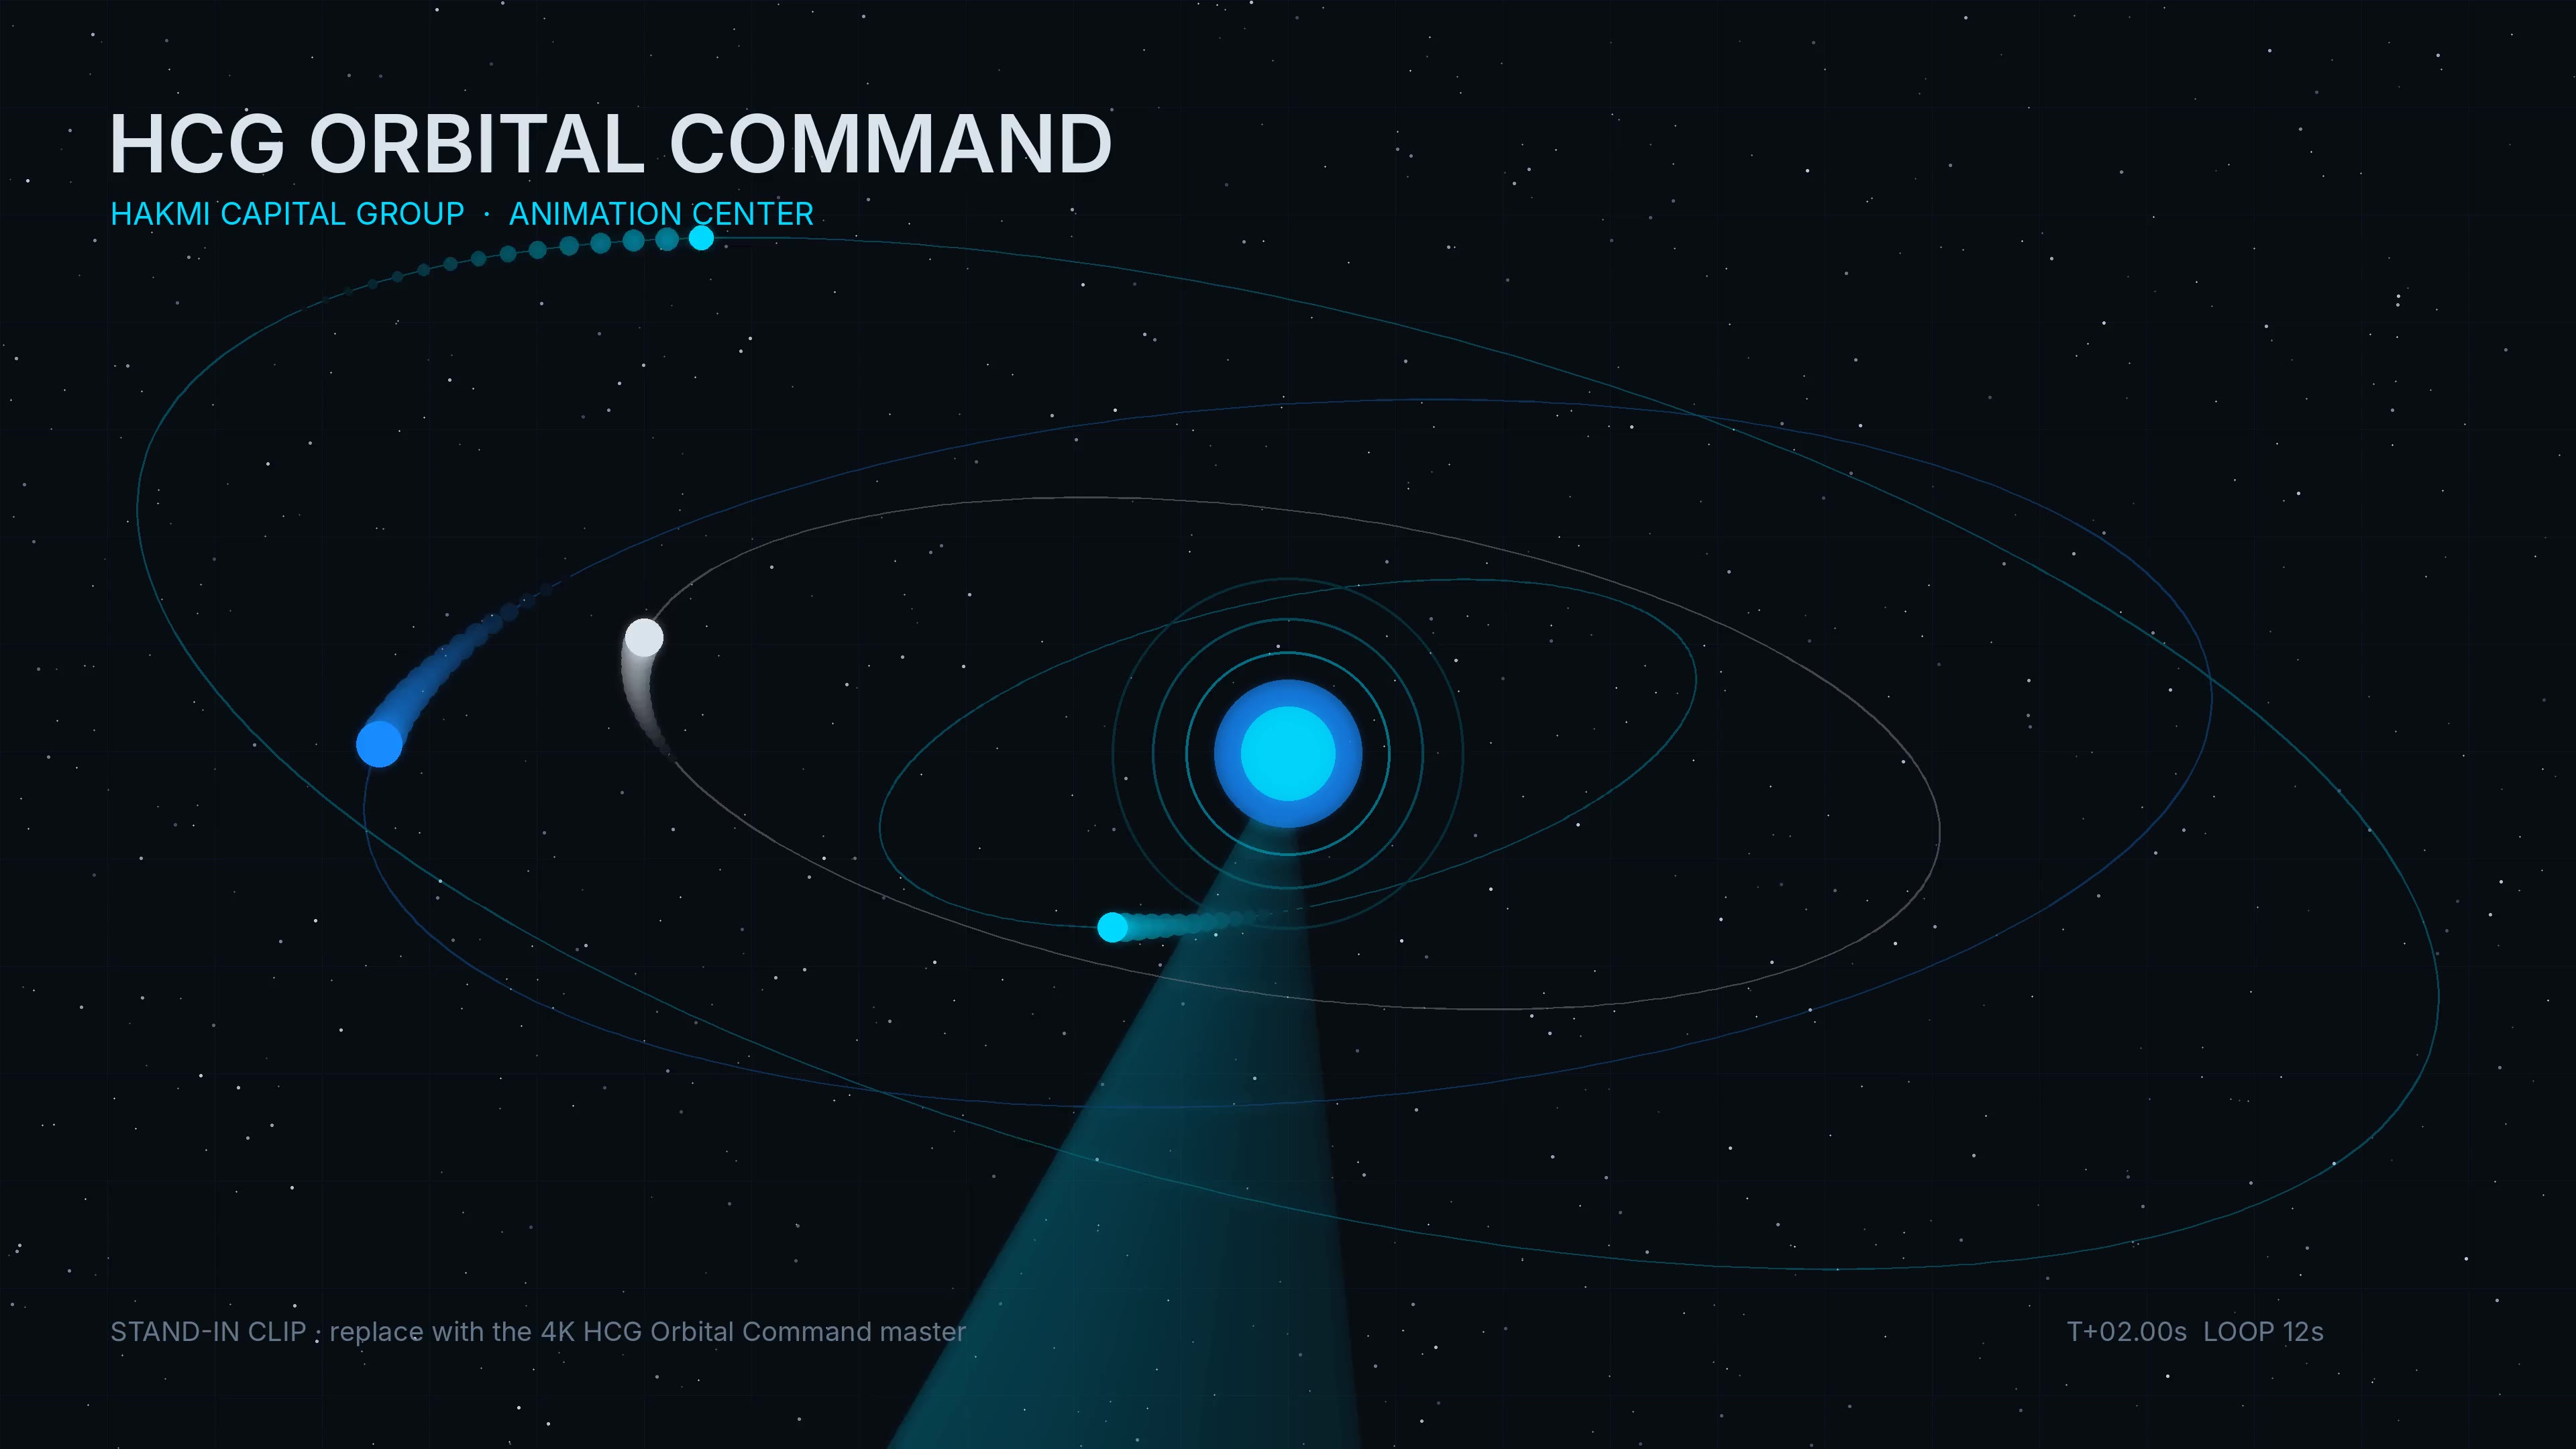 HCG ORBITAL COMMAND
HAKMI CAPITAL GROUP · ANIMATION CENTER
STAND-IN CLIP · replace with the 4K HCG Orbital Command master
T+02.00s LOOP 12s